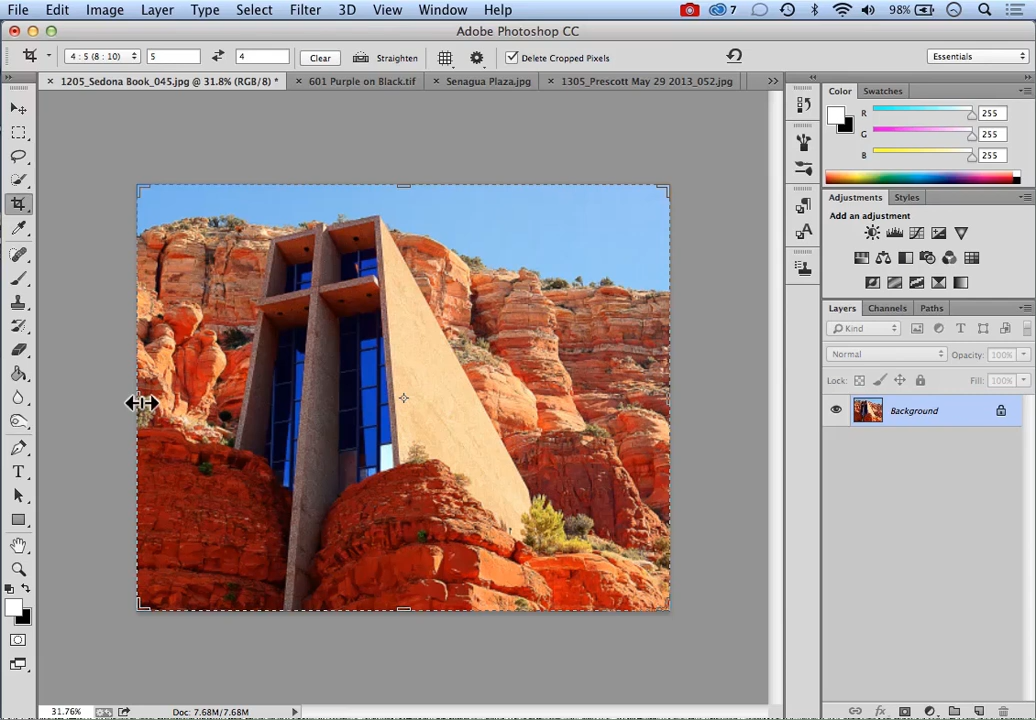 File Edit Image Layer Type Select Filter 3D View Window Help 7 98%
Adobe Photoshop CC
4 : 5 (8 : 10) 5 4 Clear Straighten Delete Cropped Pixels Essentials
1205_Sedona Book_045.jpg @ 31.8% (RGB/8) * 601 Purple on Black.tif Senagua Plaza.jpg 1305_Prescott May 29 2013_052.jpg
Color Swatches
R 255
G 255
B 255
Adjustments Styles
Add an adjustment
Layers Channels Paths
Kind T
Normal Opacity: 100%
Lock: Fill: 100%
Background
31.76% Doc: 7.68M/7.68M
fx